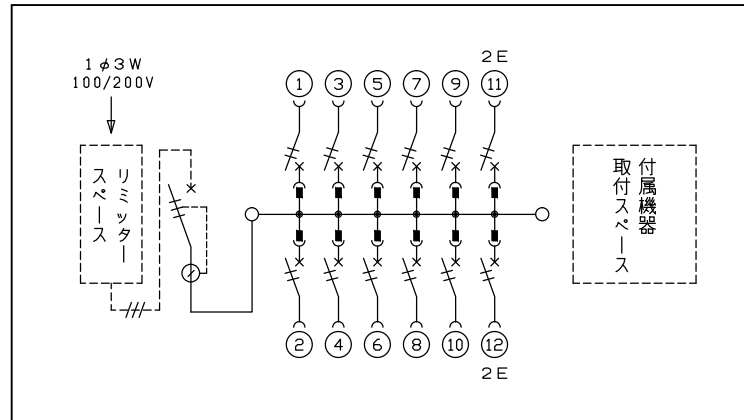 1φ3W
100/200V
リミッター
スペース
2E
① ③ ⑤ ⑦ ⑨ ⑪
② ④ ⑥ ⑧ ⑩ ⑫
2E
付属機器
取付スペース